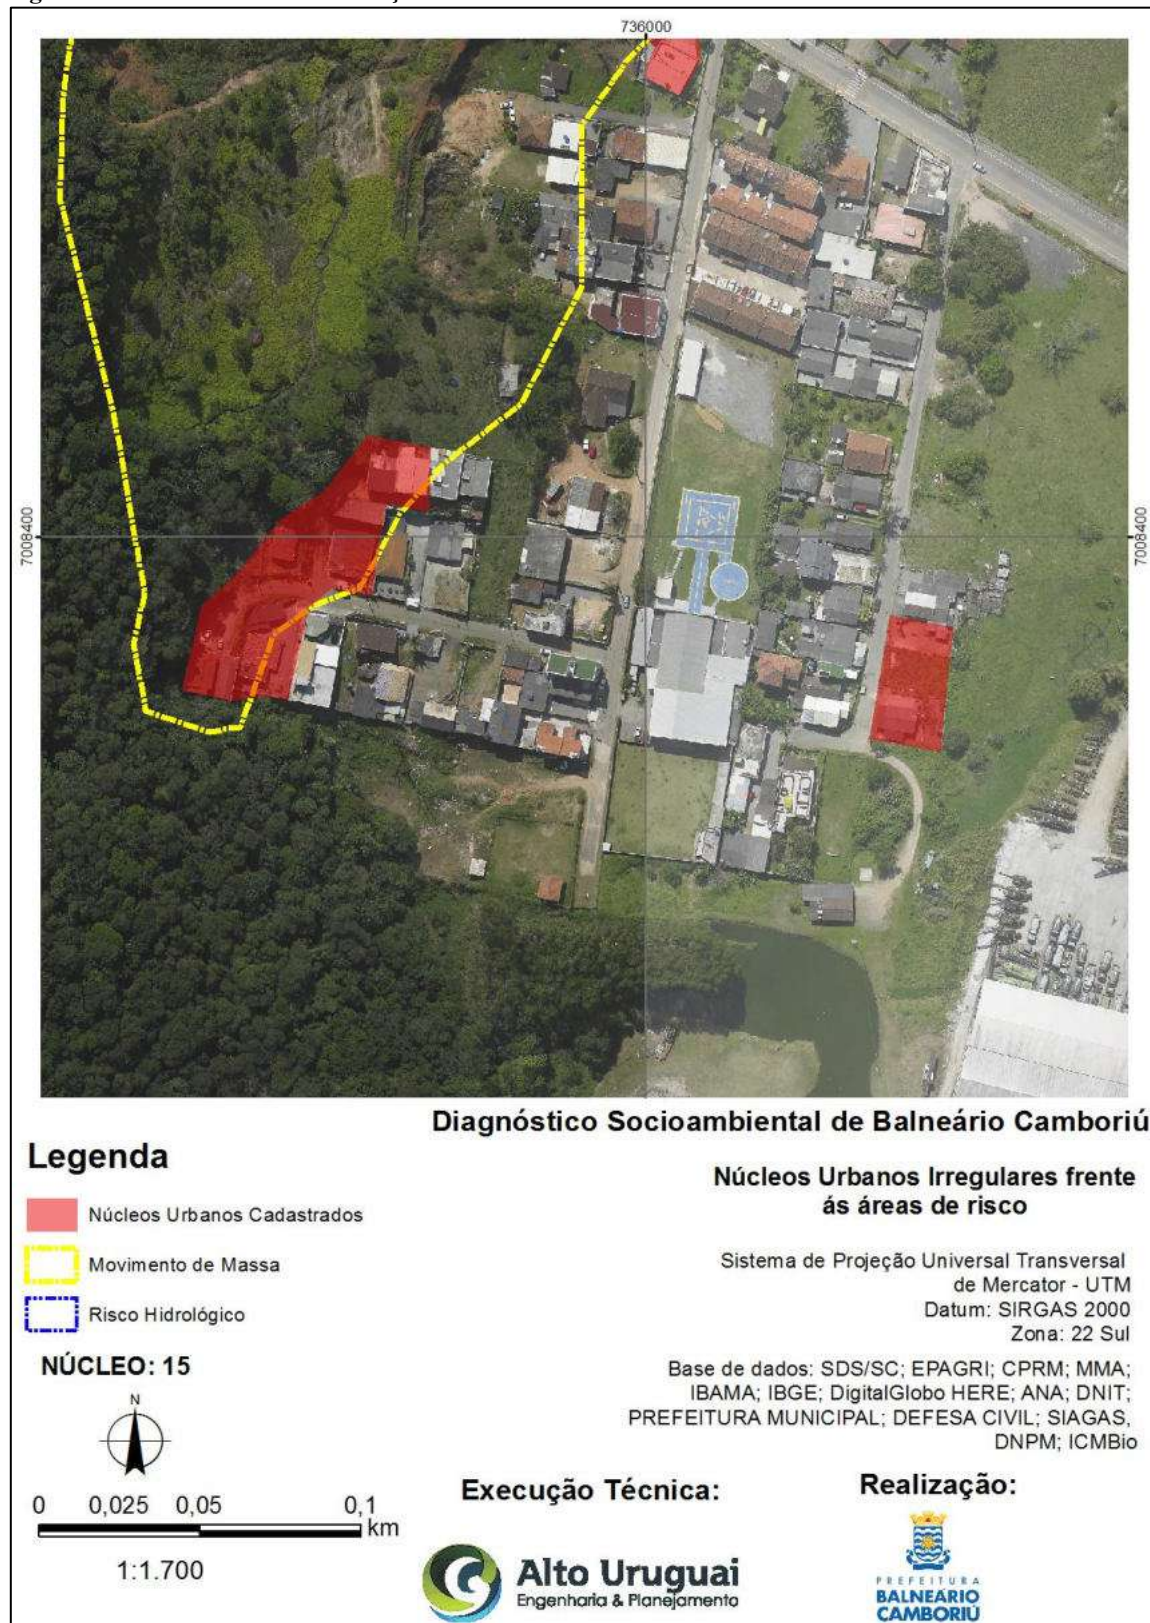 736000
7008400
7008400
Diagnóstico Socioambiental de Balneário Camboriú
Legenda
Núcleos Urbanos Cadastrados
Movimento de Massa
Risco Hidrológico
NÚCLEO: 15
N
0 0,025 0,05 0,1
km
1:1.700
Núcleos Urbanos Irregulares frente
ás áreas de risco
Sistema de Projeção Universal Transversal
de Mercator - UTM
Datum: SIRGAS 2000
Zona: 22 Sul
Base de dados: SDS/SC; EPAGRI; CPRM; MMA;
IBAMA; IBGE; DigitalGlobo HERE; ANA; DNIT;
PREFEITURA MUNICIPAL; DEFESA CIVIL; SIAGAS,
DNPM; ICMBio
Execução Técnica:
Alto Uruguai
Engenharia & Planejamento
Realização:
PREFEITURA
BALNEÁRIO
CAMBORIÚ